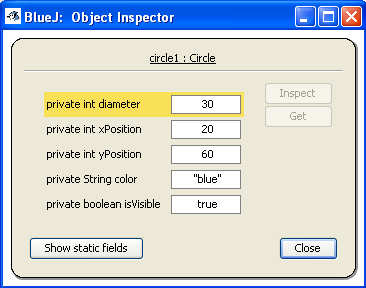 BlueJ: Object Inspector
circle1 : Circle
private int diameter 30
private int xPosition 20
private int yPosition 60
private String color "blue"
private boolean isVisible true
Inspect
Get
Show static fields
Close